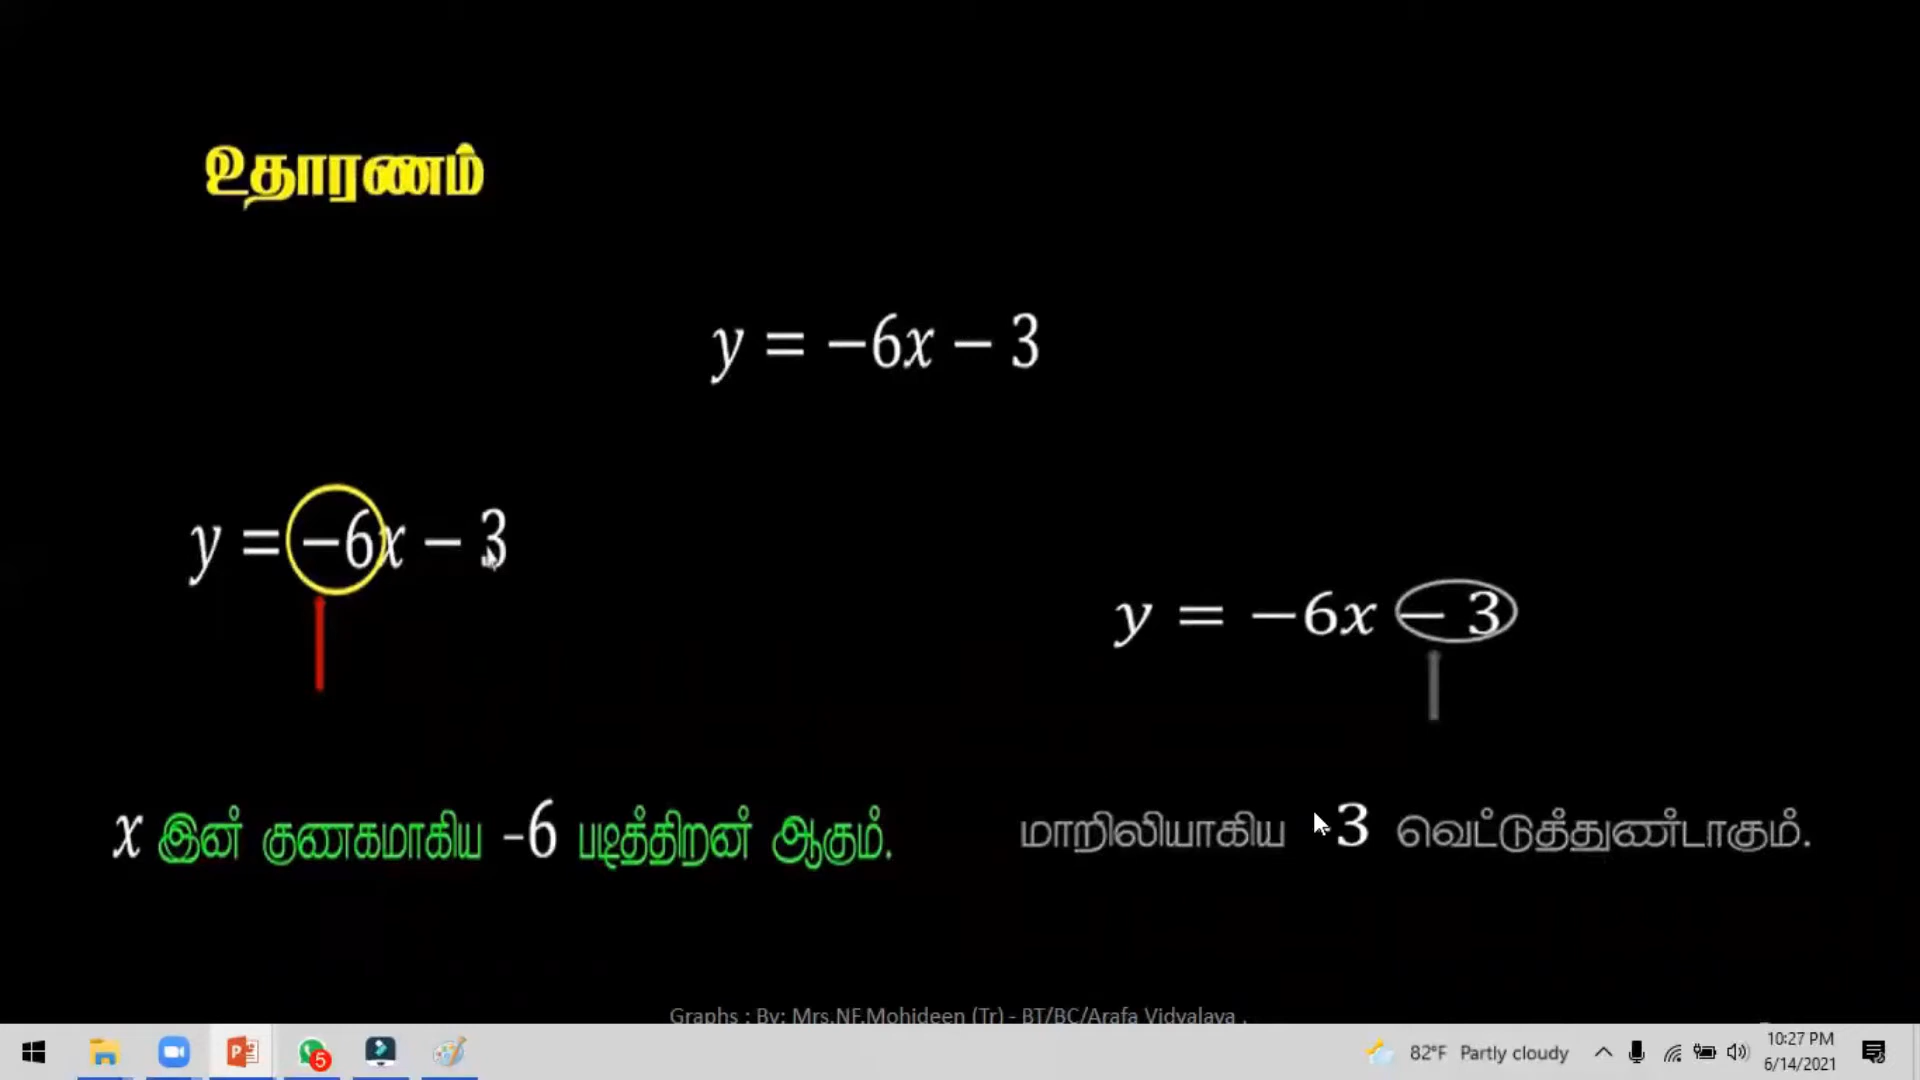 உதாரணம்
y = −6x − 3
y = −6x − 3
y = −6x − 3
x இன் குணகமாகிய -6 படித்திறன் ஆகும்.
மாறிலியாகிய 3 வெட்டுத்துண்டாகும்.
Graphs : By: Mrs.NF.Mohideen (Tr) - BT/BC/Arafa Vidyalaya .
5
82°F Partly cloudy
10:27 PM
6/14/2021